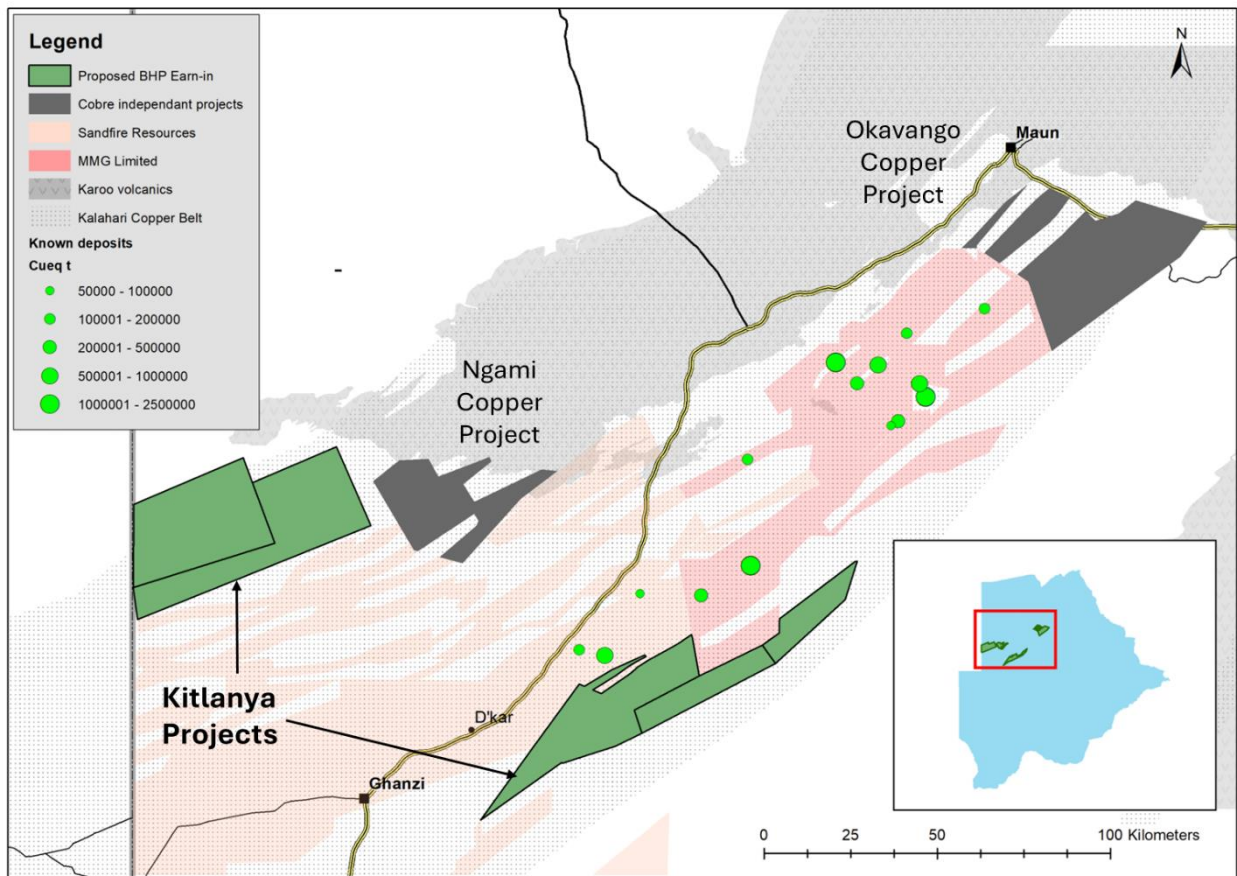 Legend
Proposed BHP Earn-in
Cobre independant projects
Sandfire Resources
MMG Limited
Karoo volcanics
Kalahari Copper Belt
Known deposits
Cueq t
50000 - 100000
100001 - 200000
200001 - 500000
500001 - 1000000
1000001 - 2500000
N
Okavango
Copper
Project
Maun
Ngami
Copper
Project
Kitlanya
Projects
D'kar
Ghanzi
0 25 50 100 Kilometers